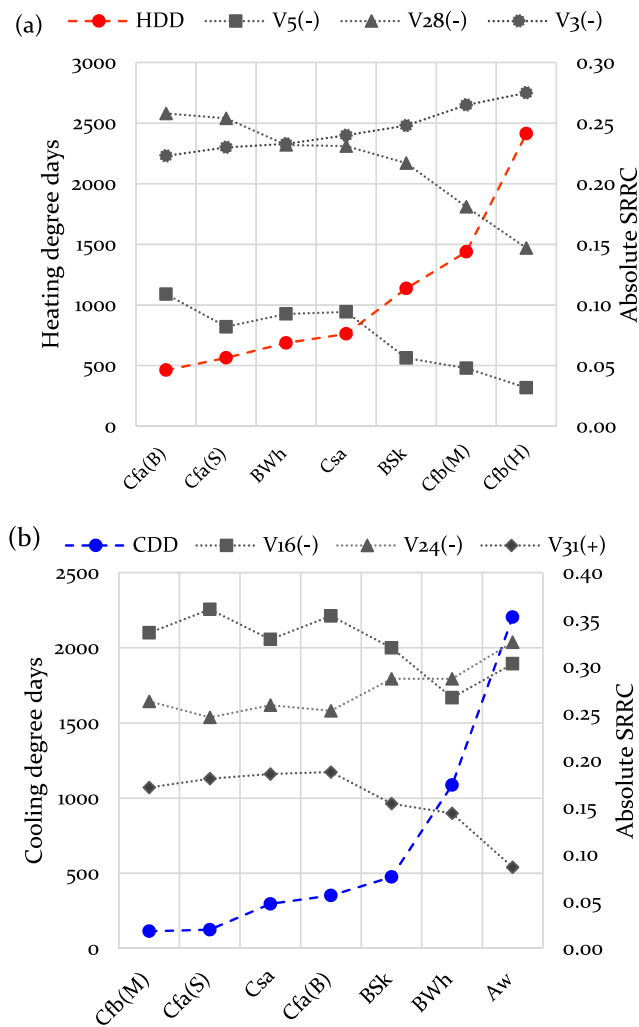 (a)
HDD V5(-) V28(-) V3(-)
3000 0.30
2500 0.25
2000 0.20
1500 0.15
1000 0.10
500 0.05
0 0.00
Heating degree days
Absolute SRRC
Cfa(B) Cfa(S) BWh Csa BSk Cfb(M) Cfb(H)
(b)
CDD V16(-) V24(-) V31(+)
2500 0.40
0.35
2000
0.30
1500 0.25
0.20
1000 0.15
0.10
500
0.05
0 0.00
Cooling degree days
Absolute SRRC
Cfb(M) Cfa(S) Csa Cfa(B) BSk BWh Aw